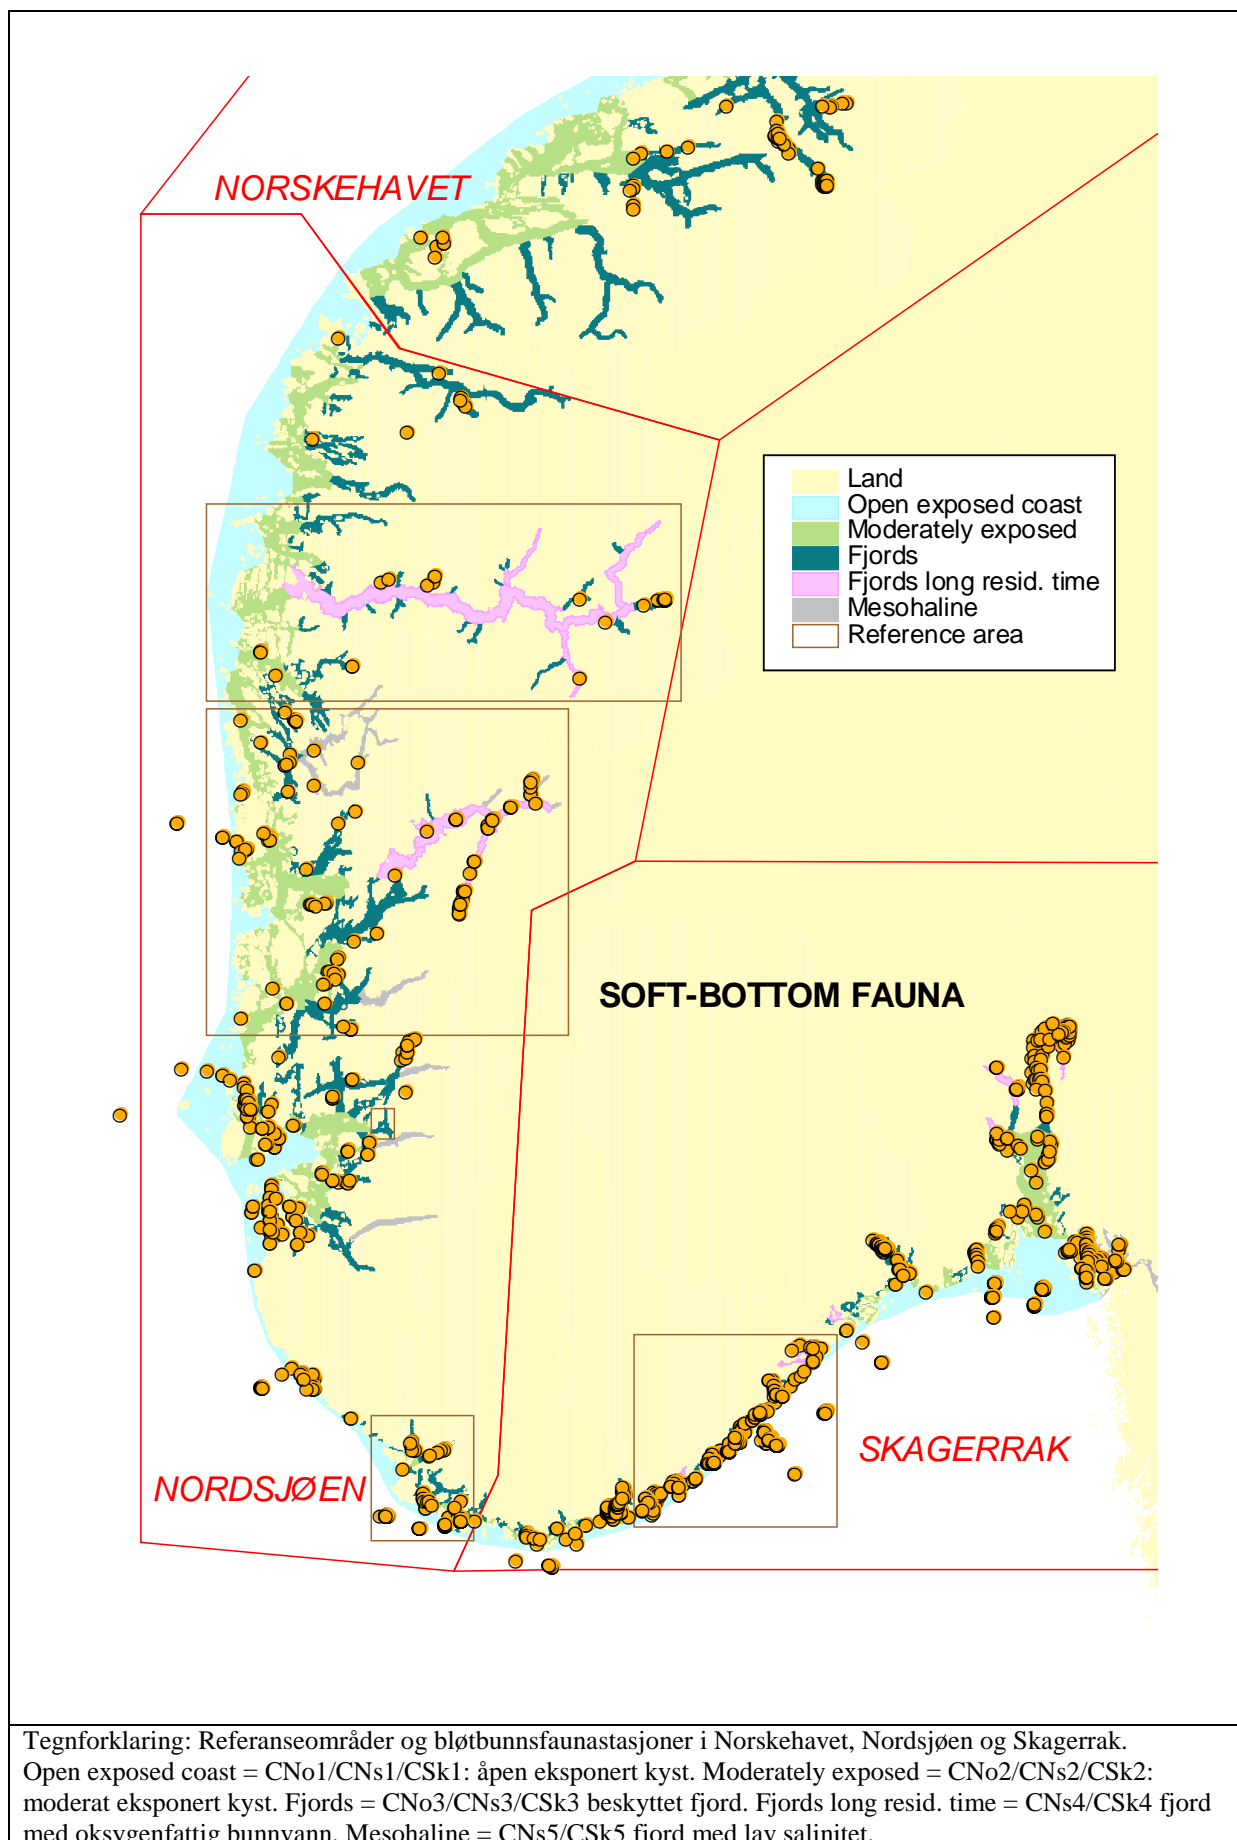 NORSKEHAVET
Land
Open exposed coast
Moderately exposed
Fjords
Fjords long resid. time
Mesohaline
Reference area
SOFT-BOTTOM FAUNA
SKAGERRAK
NORDSJØEN
Tegnforklaring: Referanseområder og bløtbunnsfaunastasjoner i Norskehavet, Nordsjøen og Skagerrak.
Open exposed coast = CNo1/CNs1/CSk1: åpen eksponert kyst. Moderately exposed = CNo2/CNs2/CSk2:
moderat eksponert kyst. Fjords = CNo3/CNs3/CSk3 beskyttet fjord. Fjords long resid. time = CNs4/CSk4 fjord
med oksygenfattig bunnvann. Mesohaline = CNs5/CSk5 fjord med lav salinitet.